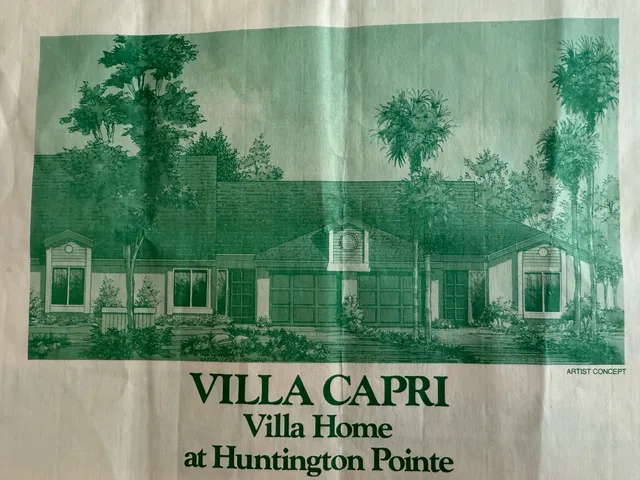 ARTIST CONCEPT
VILLA CAPRI
Villa Home
at Huntington Pointe